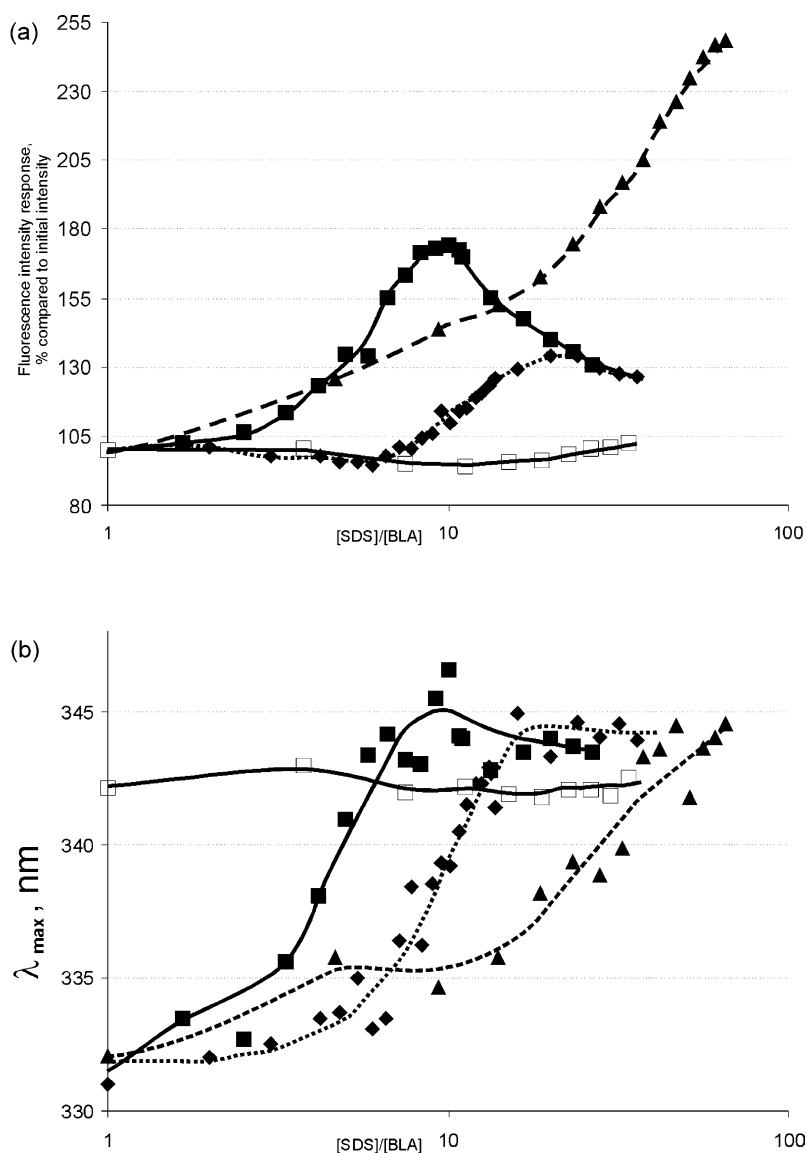 (a)
255
230
205
180
155
130
105
80
Fluorescence intensity response,
% compared to initial intensity
1
10
100
[SDS]/[BLA]
(b)
345
340
335
330
λ max, nm
1
10
100
[SDS]/[BLA]